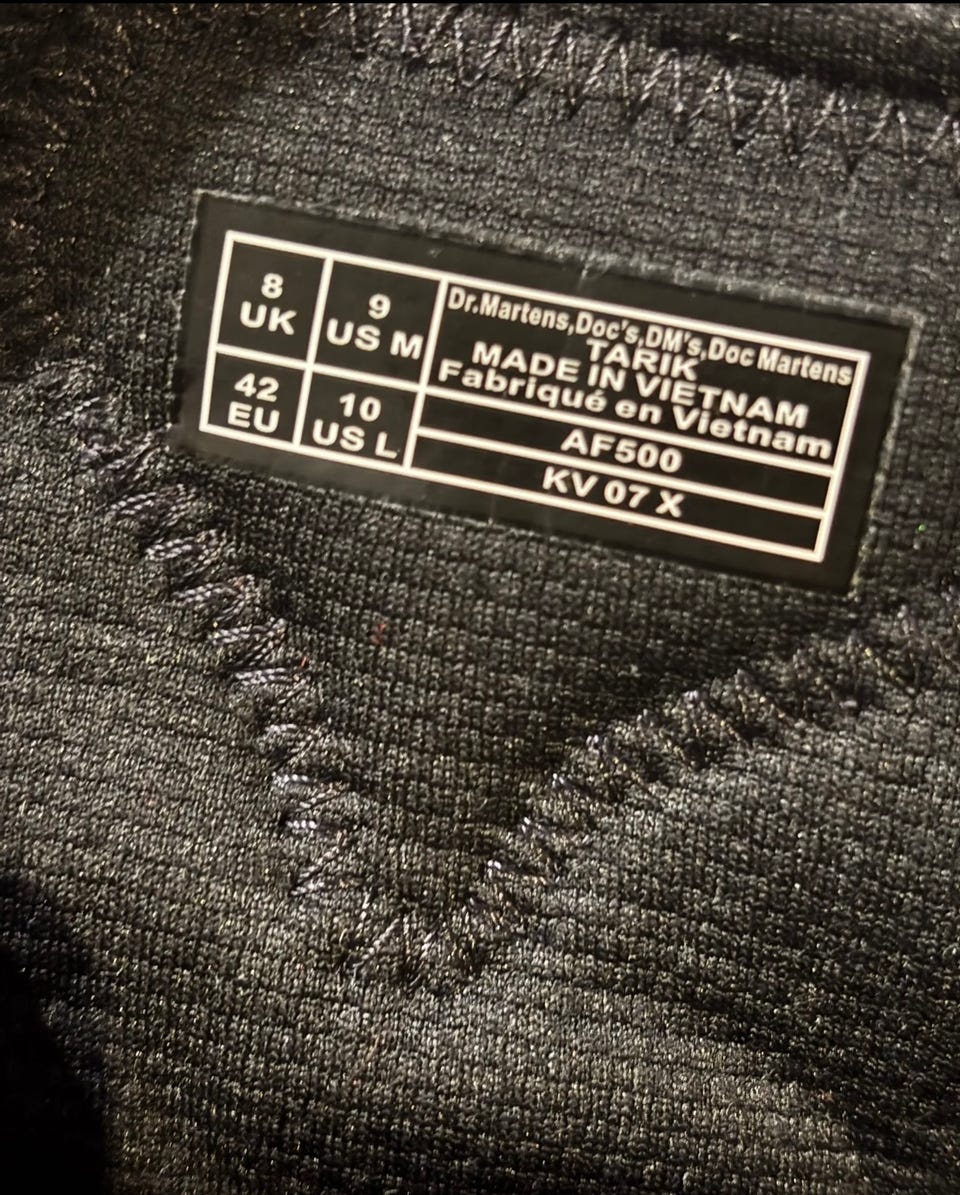 8
UK
9
US M
42
EU
10
US L
Dr.Martens,Doc's,DM's,Doc Martens
TARIK
MADE IN VIETNAM
Fabriqué en Vietnam
AF500
KV 07 X